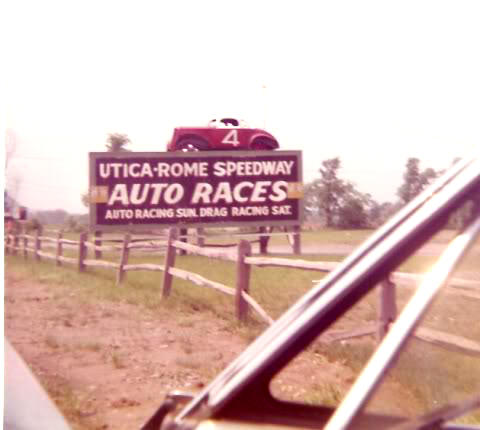 4
UTICA-ROME SPEEDWAY
AUTO RACES
AUTO RACING SUN. DRAG RACING SAT.